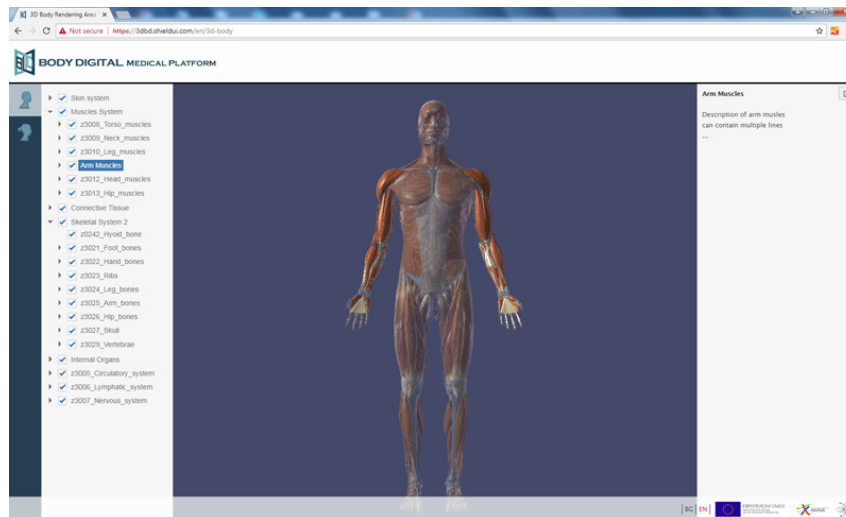 3D Body Rendering Area
Not secure | https://3dbd.shieldui.com/en/3d-body
BODY DIGITAL MEDICAL PLATFORM
Skin system
Muscles System
z3008_Torso_muscles
z3009_Neck_muscles
z3010_Leg_muscles
Arm Muscles
z3012_Head_muscles
z3013_Hip_muscles
Connective Tissue
Skeletal System 2
z0242_Hyoid_bone
z3021_Foot_bones
z3022_Hand_bones
z3023_Ribs
z3024_Leg_bones
z3025_Arm_bones
z3026_Hip_bones
z3027_Skull
z3029_Vertebrae
Internal Organs
z3005_Circulatory_system
z3006_Lymphatic_system
z3007_Nervous_system
Arm Muscles
Description of arm musles
can contain multiple lines
...
| BG | EN |
ЕВРОПЕЙСКИ СЪЮЗ